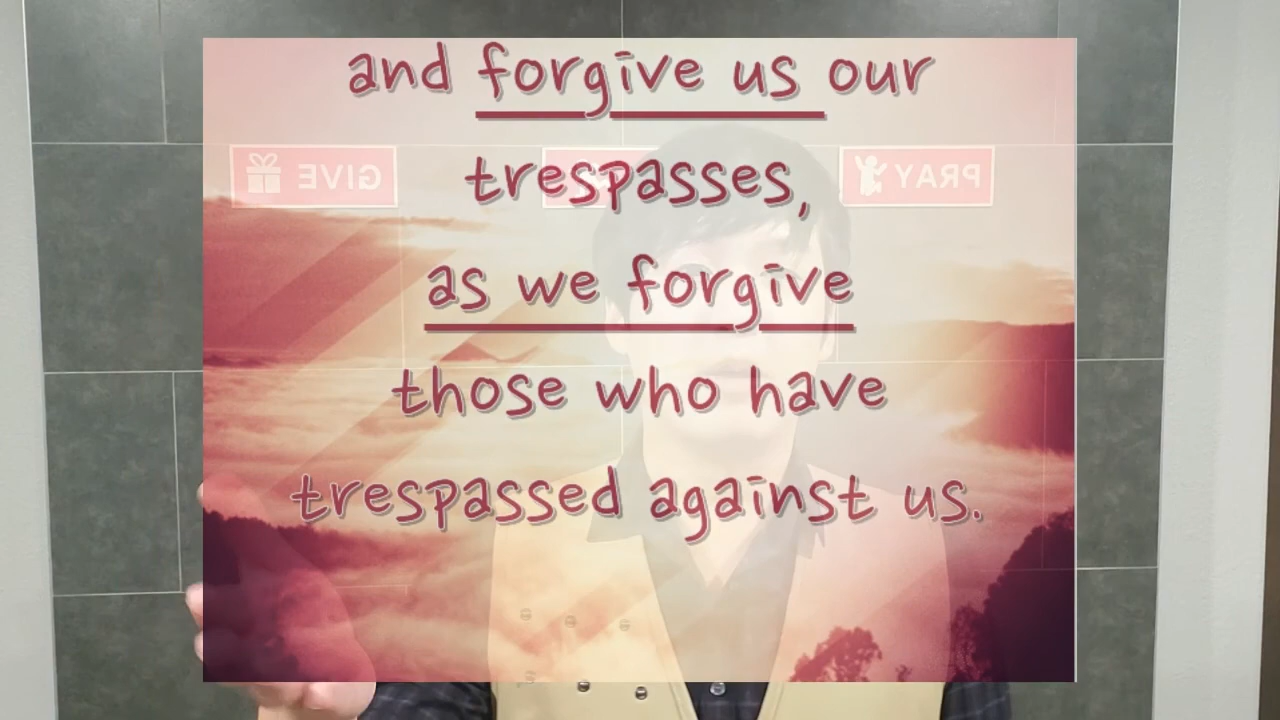 and forgive us our
GIVE
PRAY
trespasses,
as we forgive
those who have
trespassed against us.